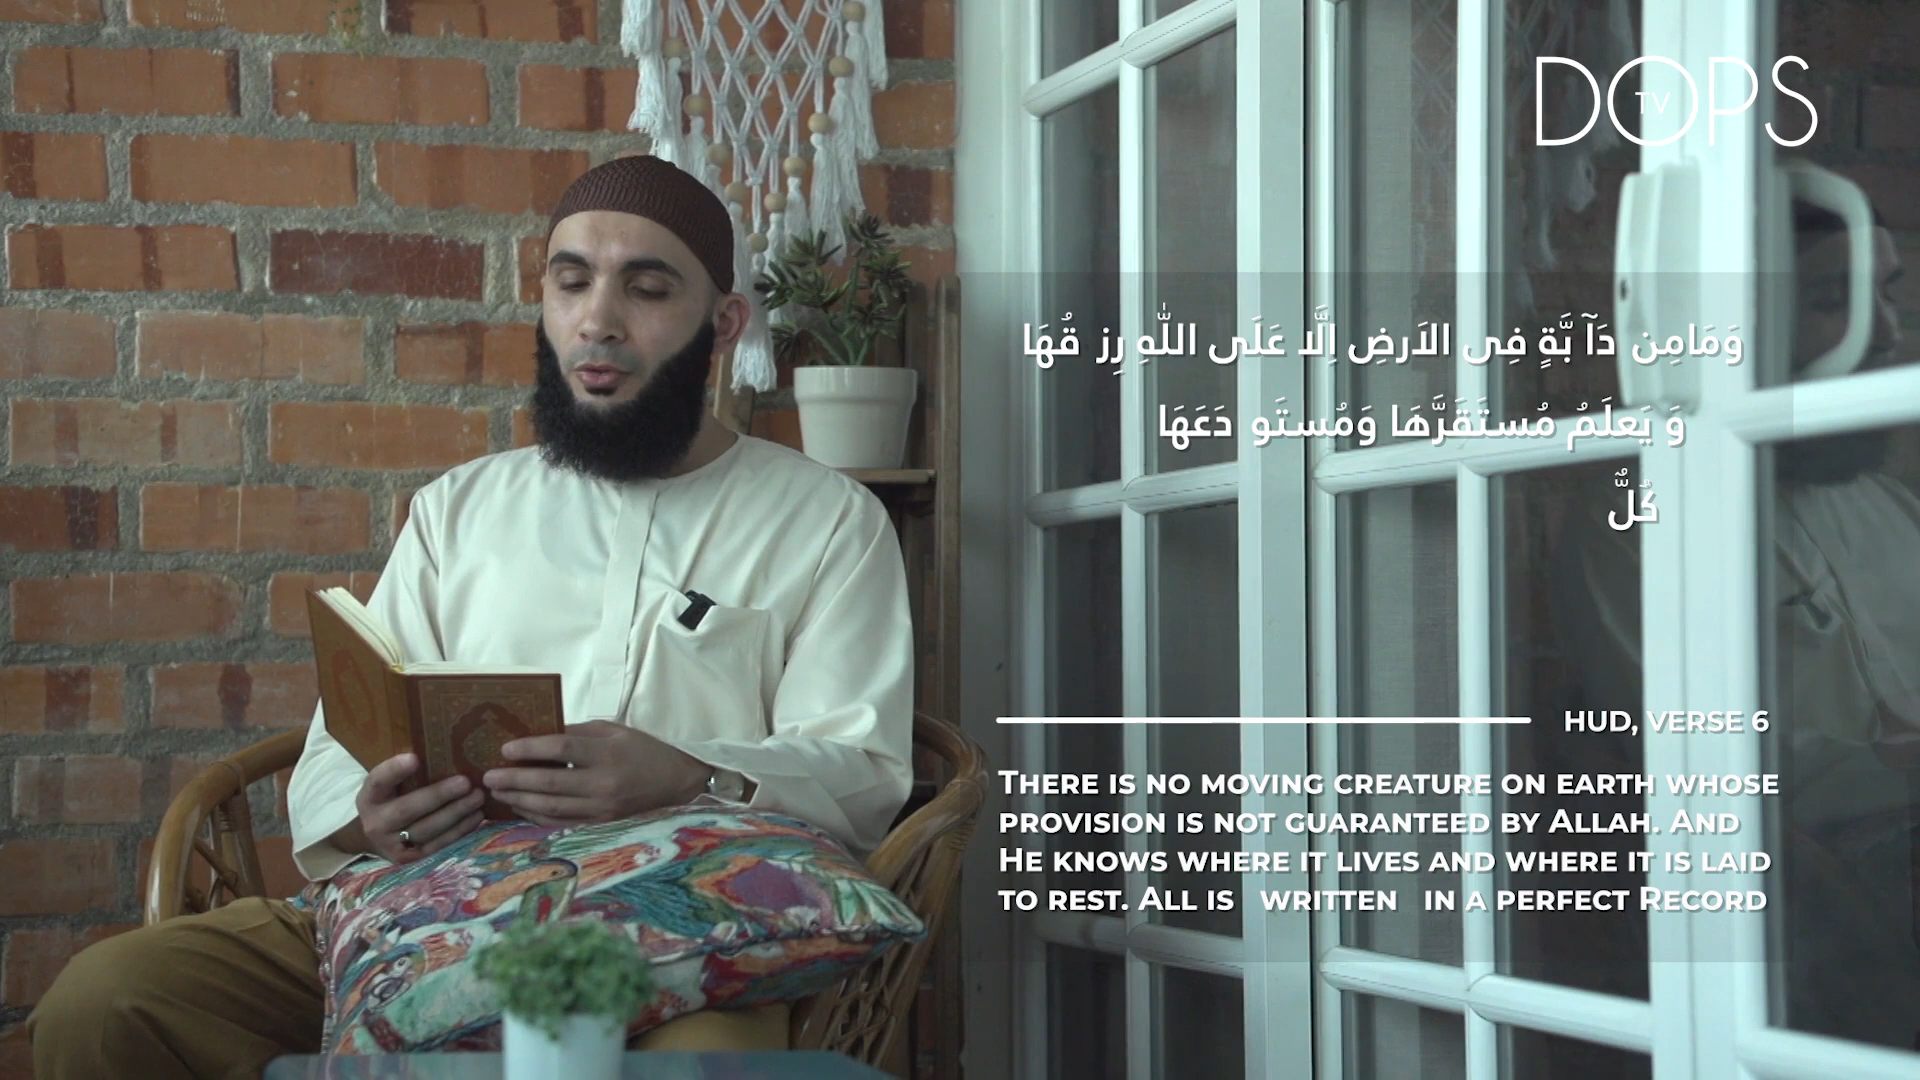 DOPS
TV
وَمَامِن دَآ بَّةٍ فِى الاَرضِ اِلَّا عَلَى اللّٰهِ رِز قُهَا
وَ يَعلَمُ مُستَقَرَّهَا وَمُستَو دَعَهَا
كُلٌّ
HUD, VERSE 6
There is no moving creature on earth whose
provision is not guaranteed by Allah. And
He knows where it lives and where it is laid
to rest. All is written in a perfect Record